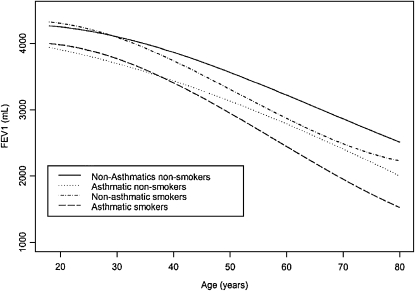 FEV1 (mL)
4000
3000
2000
1000
Non-Asthmatics non-smokers
Asthmatic non-smokers
Non-asthmatic smokers
Asthmatic smokers
20 30 40 50 60 70 80
Age (years)